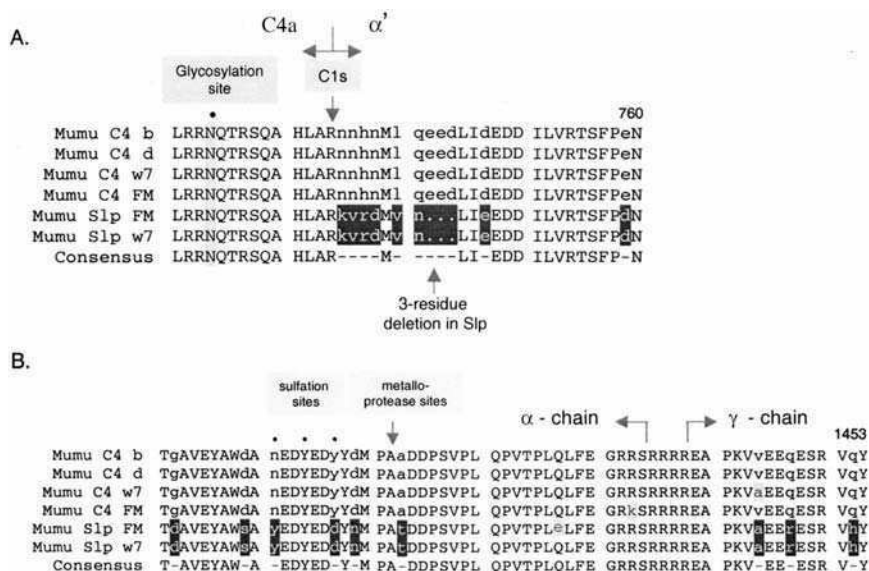 A.
C4a α'
Glycosylation
site
C1s
760
Mumu C4 b LRRNQTRSQA HLARnnhnMl qeedLIdEDD ILVRTSFPeN
Mumu C4 d LRRNQTRSQA HLARnnhnMl qeedLIdEDD ILVRTSFPeN
Mumu C4 w7 LRRNQTRSQA HLARnnhnMl qeedLIdEDD ILVRTSFPeN
Mumu C4 FM LRRNQTRSQA HLARnnhnMl qeedLIdEDD ILVRTSFPeN
Mumu Slp FM LRRNQTRSQA HLARkvrdMv n...LIeEDD ILVRTSFPdN
Mumu Slp w7 LRRNQTRSQA HLARkvrdMv n...LIeEDD ILVRTSFPdN
Consensus LRRNQTRSQA HLAR----M- ----LI-EDD ILVRTSFP-N
3-residue
deletion in Slp
B.
sulfation
sites
metallo-
protease sites
α - chain γ - chain
1453
Mumu C4 b TgAVEYAWdA nEDYEDyYdM PAaDDPSVPL QPVTPLQLFE GRRSRRRREA PKVvEEqESR VqY
Mumu C4 d TgAVEYAWdA nEDYEDyYdM PAaDDPSVPL QPVTPLQLFE GRRSRRRREA PKVvEEqESR VqY
Mumu C4 w7 TgAVEYAWdA nEDYEDyYdM PAaDDPSVPL QPVTPLQLFE GRRSRRRREA PKVaEEqESR VqY
Mumu C4 FM TgAVEYAWdA nEDYEDyYdM PAaDDPSVPL QPVTPLQLFE GRkSRRRREA PKVvEEqESR VqY
Mumu Slp FM TdAVEYAWsA yEDYEDdYnM PAtDDPSVPL QPVTPLeLFE GRRSRRRREA PKVaEErESR VhY
Mumu Slp w7 TdAVEYAWsA yEDYEDdYnM PAtDDPSVPL QPVTPLQLFE GRRSRRRREA PKVaEErESR VhY
Consensus T-AVEYAW-A -EDYED-Y-M PA-DDPSVPL QPVTPLQLFE GRRSRRRREA PKV-EE-ESR V-Y